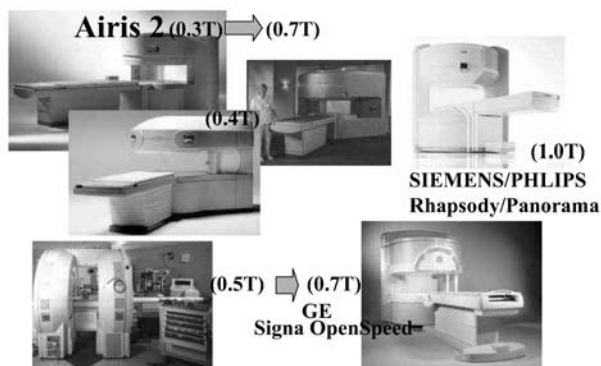 Airis 2 (0.3T) (0.7T)
(0.4T)
(1.0T)
SIEMENS/PHLIPS
Rhapsody/Panorama
(0.5T) (0.7T)
GE
Signa OpenSpeed